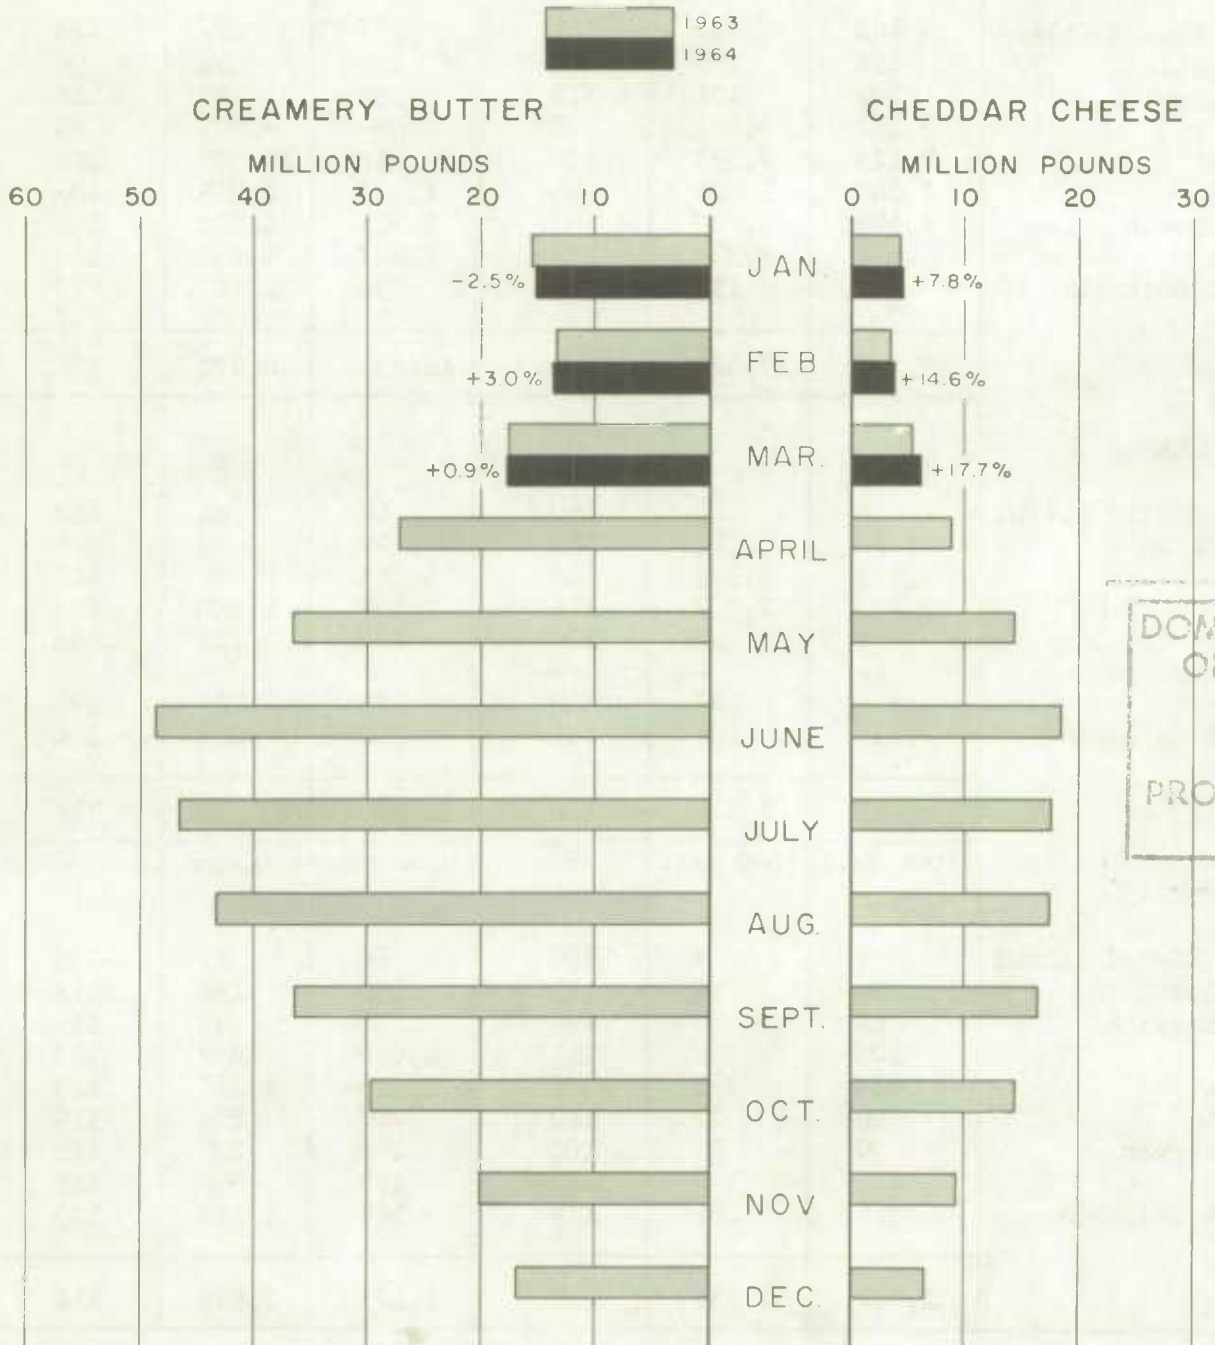 1963
1964
CREAMERY BUTTER CHEDDAR CHEESE
MILLION POUNDS MILLION POUNDS
60 50 40 30 20 10 0 0 10 20 30
JAN.
-2.5% +7.8%
FEB
+3.0% +14.6%
MAR.
+0.9% +17.7%
APRIL
MAY
JUNE
JULY
AUG.
SEPT.
OCT.
NOV
DEC.
PRO